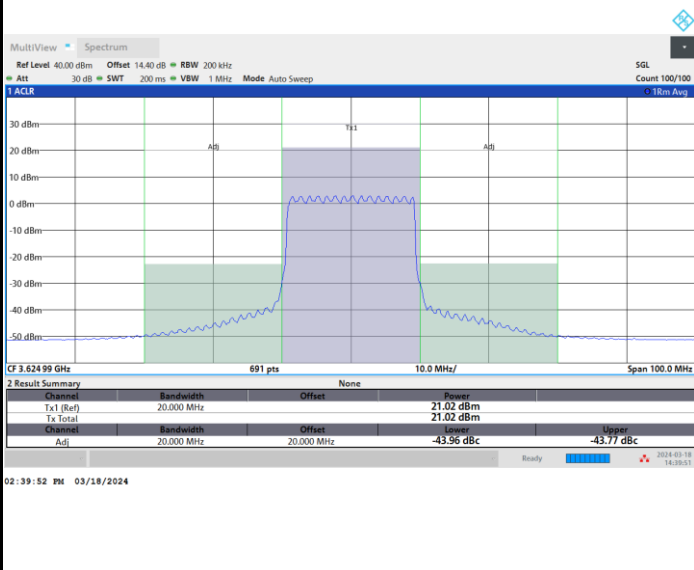 MultiView Spectrum
Ref Level 40.00 dBm Offset 14.40 dB RBW 200 kHz SGL
Att 30 dB SWT 200 ms VBW 1 MHz Mode Auto Sweep Count 100/100
1 ACLR 1Rm Avg
30 dBm
Tx1
20 dBm Adj Adj
10 dBm
0 dBm
-10 dBm
-20 dBm
-30 dBm
-40 dBm
-50 dBm
CF 3.624 99 GHz 691 pts 10.0 MHz/ Span 100.0 MHz
2 Result Summary None
Channel Bandwidth Offset Power
Tx1 (Ref) 20.000 MHz 21.02 dBm
Tx Total 21.02 dBm
Channel Bandwidth Offset Lower Upper
Adj 20.000 MHz 20.000 MHz -43.96 dBc -43.77 dBc
Ready 2024-03-18
14:39:51
02:39:52 PM 03/18/2024